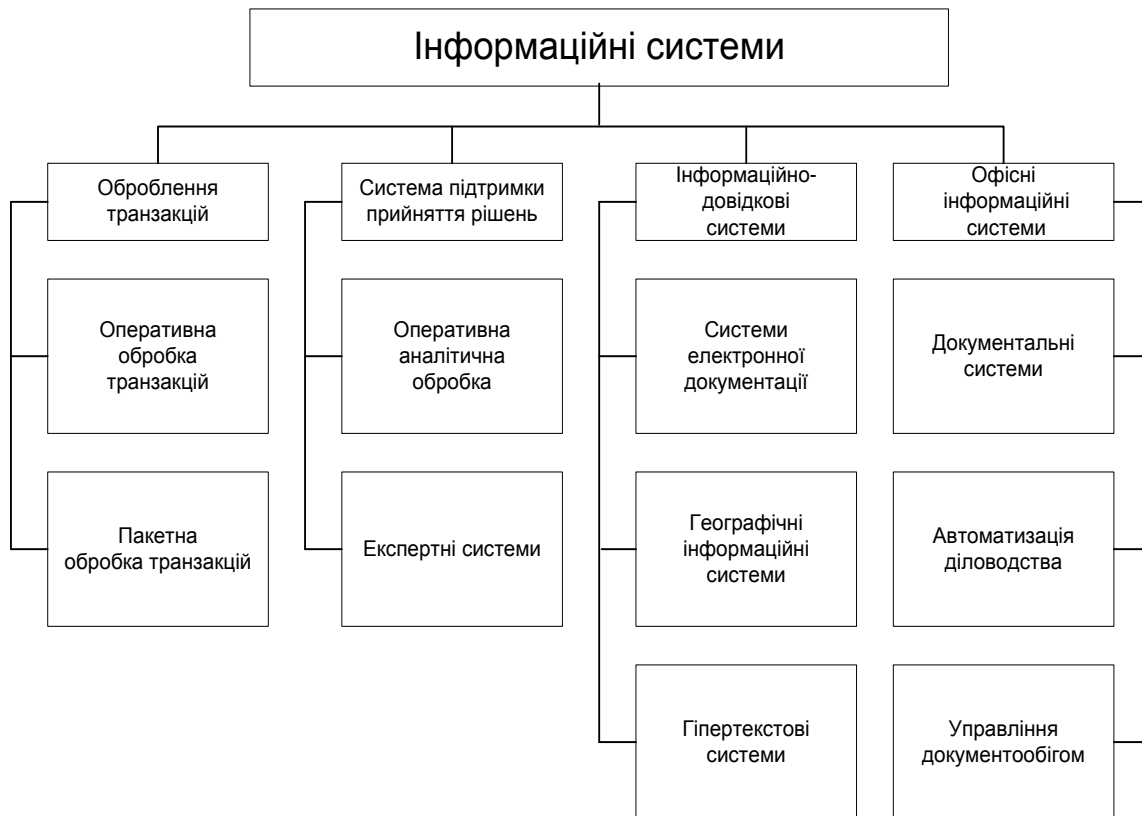 Інформаційні системи
Оброблення
транзакцій
Система підтримки
прийняття рішень
Інформаційно-
довідкові
системи
Офісні
інформаційні
системи
Оперативна
обробка
транзакцій
Оперативна
аналітична
обробка
Системи
електронної
документації
Документальні
системи
Пакетна
обробка транзакцій
Експертні системи
Географічні
інформаційні
системи
Автоматизація
діловодства
Гіпертекстові
системи
Управління
документообігом